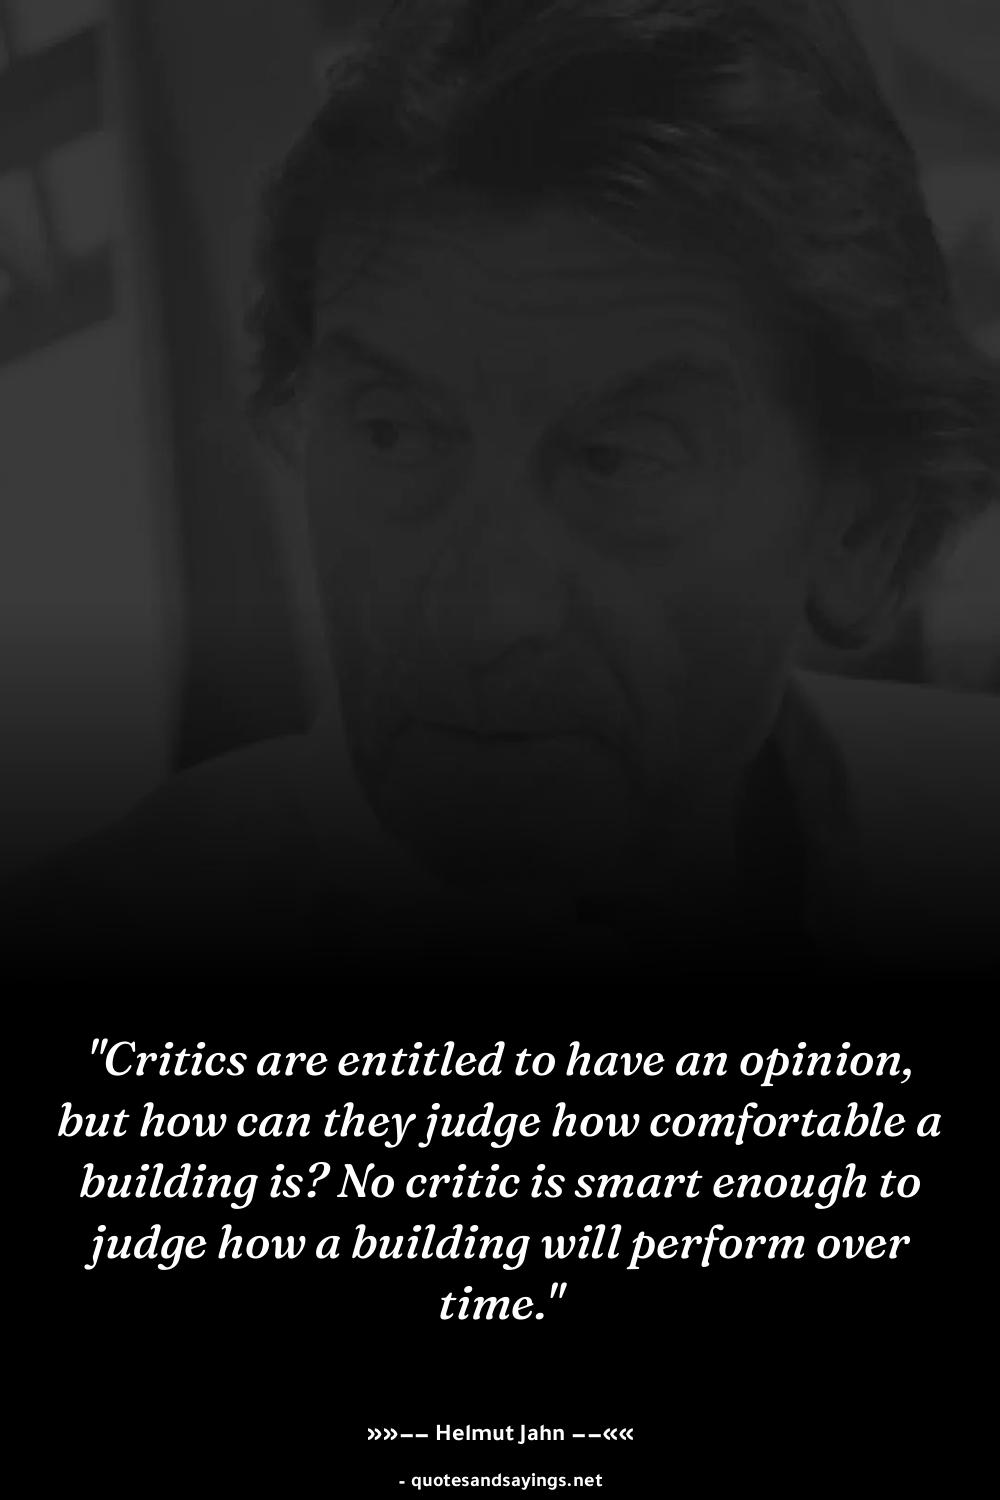 "Critics are entitled to have an opinion,
but how can they judge how comfortable a
building is? No critic is smart enough to
judge how a building will perform over
time."
»»–– Helmut Jahn ––««
- quotesandsayings.net